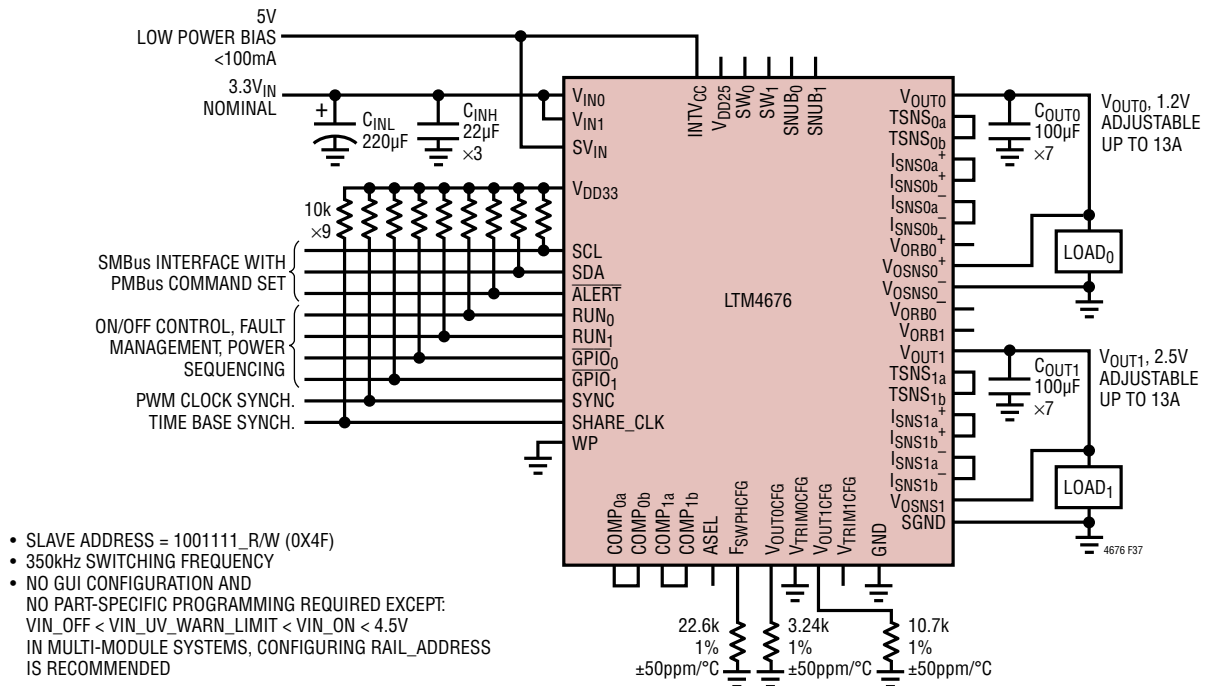 5V
LOW POWER BIAS
<100mA
3.3VIN
NOMINAL
+
CINL
220µF
CINH
22µF
×3
10k
×9
SMBus INTERFACE WITH
PMBus COMMAND SET
ON/OFF CONTROL, FAULT
MANAGEMENT, POWER
SEQUENCING
PWM CLOCK SYNCH.
TIME BASE SYNCH.
VIN0
VIN1
SVIN
VDD33
SCL
SDA
ALERT
RUN0
RUN1
GPIO0
GPIO1
SYNC
SHARE_CLK
WP
INTVCC
VDD25
SW0
SW1
SNUB0
SNUB1
LTM4676
VOUT0
TSNS0a
TSNS0b
ISNS0a+
ISNS0b+
ISNS0a–
ISNS0b–
VORB0+
VOSNS0+
VOSNS0–
VORB0–
VORB1
VOUT1
TSNS1a
TSNS1b
ISNS1a+
ISNS1b+
ISNS1a–
ISNS1b–
VOSNS1
SGND
COMP0a
COMP0b
COMP1a
COMP1b
ASEL
FSWPHCFG
VOUT0CFG
VTRIM0CFG
VOUT1CFG
VTRIM1CFG
GND
COUT0
100µF
×7
VOUT0, 1.2V
ADJUSTABLE
UP TO 13A
LOAD0
COUT1
100µF
×7
VOUT1, 2.5V
ADJUSTABLE
UP TO 13A
LOAD1
4676 F37
22.6k
1%
±50ppm/°C
3.24k
1%
±50ppm/°C
10.7k
1%
±50ppm/°C
• SLAVE ADDRESS = 1001111_R/W (0X4F)
• 350kHz SWITCHING FREQUENCY
• NO GUI CONFIGURATION AND
NO PART-SPECIFIC PROGRAMMING REQUIRED EXCEPT:
VIN_OFF < VIN_UV_WARN_LIMIT < VIN_ON < 4.5V
IN MULTI-MODULE SYSTEMS, CONFIGURING RAIL_ADDRESS
IS RECOMMENDED